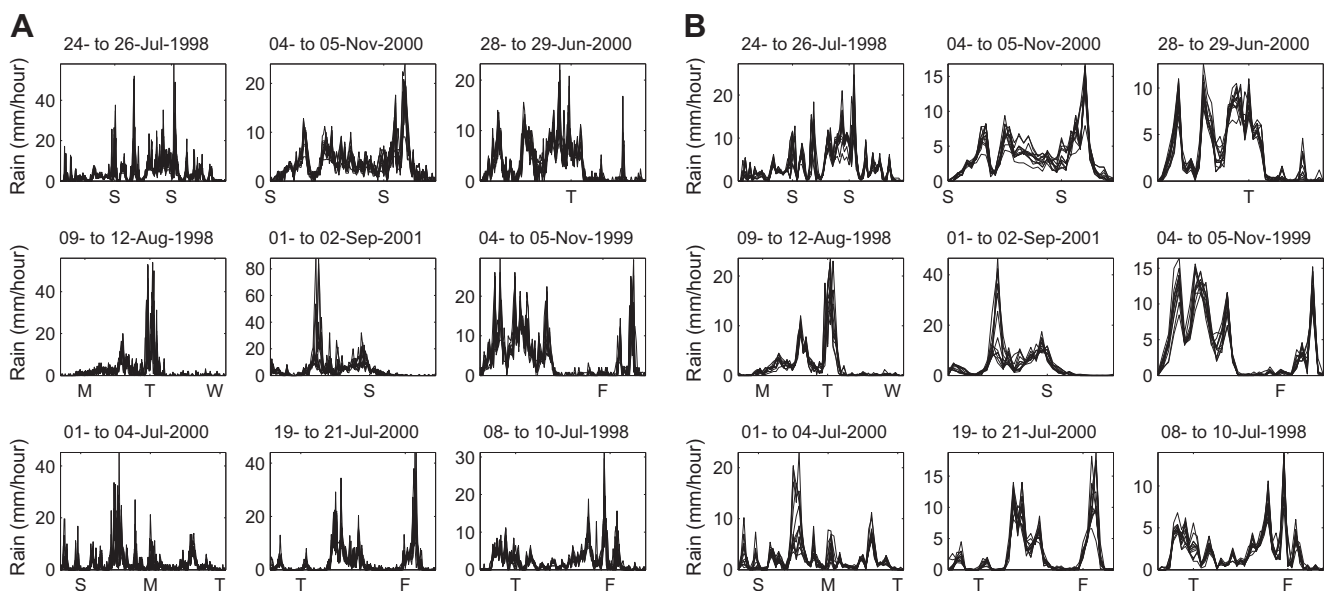 A
24- to 26-Jul-1998
04- to 05-Nov-2000
28- to 29-Jun-2000
Rain (mm/hour)
40
20
0
S
S
20
10
0
S
S
20
10
0
T
09- to 12-Aug-1998
01- to 02-Sep-2001
04- to 05-Nov-1999
Rain (mm/hour)
40
20
0
M
T
W
80
60
40
20
0
S
20
10
0
F
01- to 04-Jul-2000
19- to 21-Jul-2000
08- to 10-Jul-1998
Rain (mm/hour)
40
20
0
S
M
T
40
20
0
T
F
30
20
10
0
T
F
B
24- to 26-Jul-1998
04- to 05-Nov-2000
28- to 29-Jun-2000
Rain (mm/hour)
20
10
0
S
S
15
10
5
0
S
S
10
5
0
T
09- to 12-Aug-1998
01- to 02-Sep-2001
04- to 05-Nov-1999
Rain (mm/hour)
20
10
0
M
T
W
40
20
0
S
15
10
5
0
F
01- to 04-Jul-2000
19- to 21-Jul-2000
08- to 10-Jul-1998
Rain (mm/hour)
20
10
0
S
M
T
15
10
5
0
T
F
10
5
0
T
F